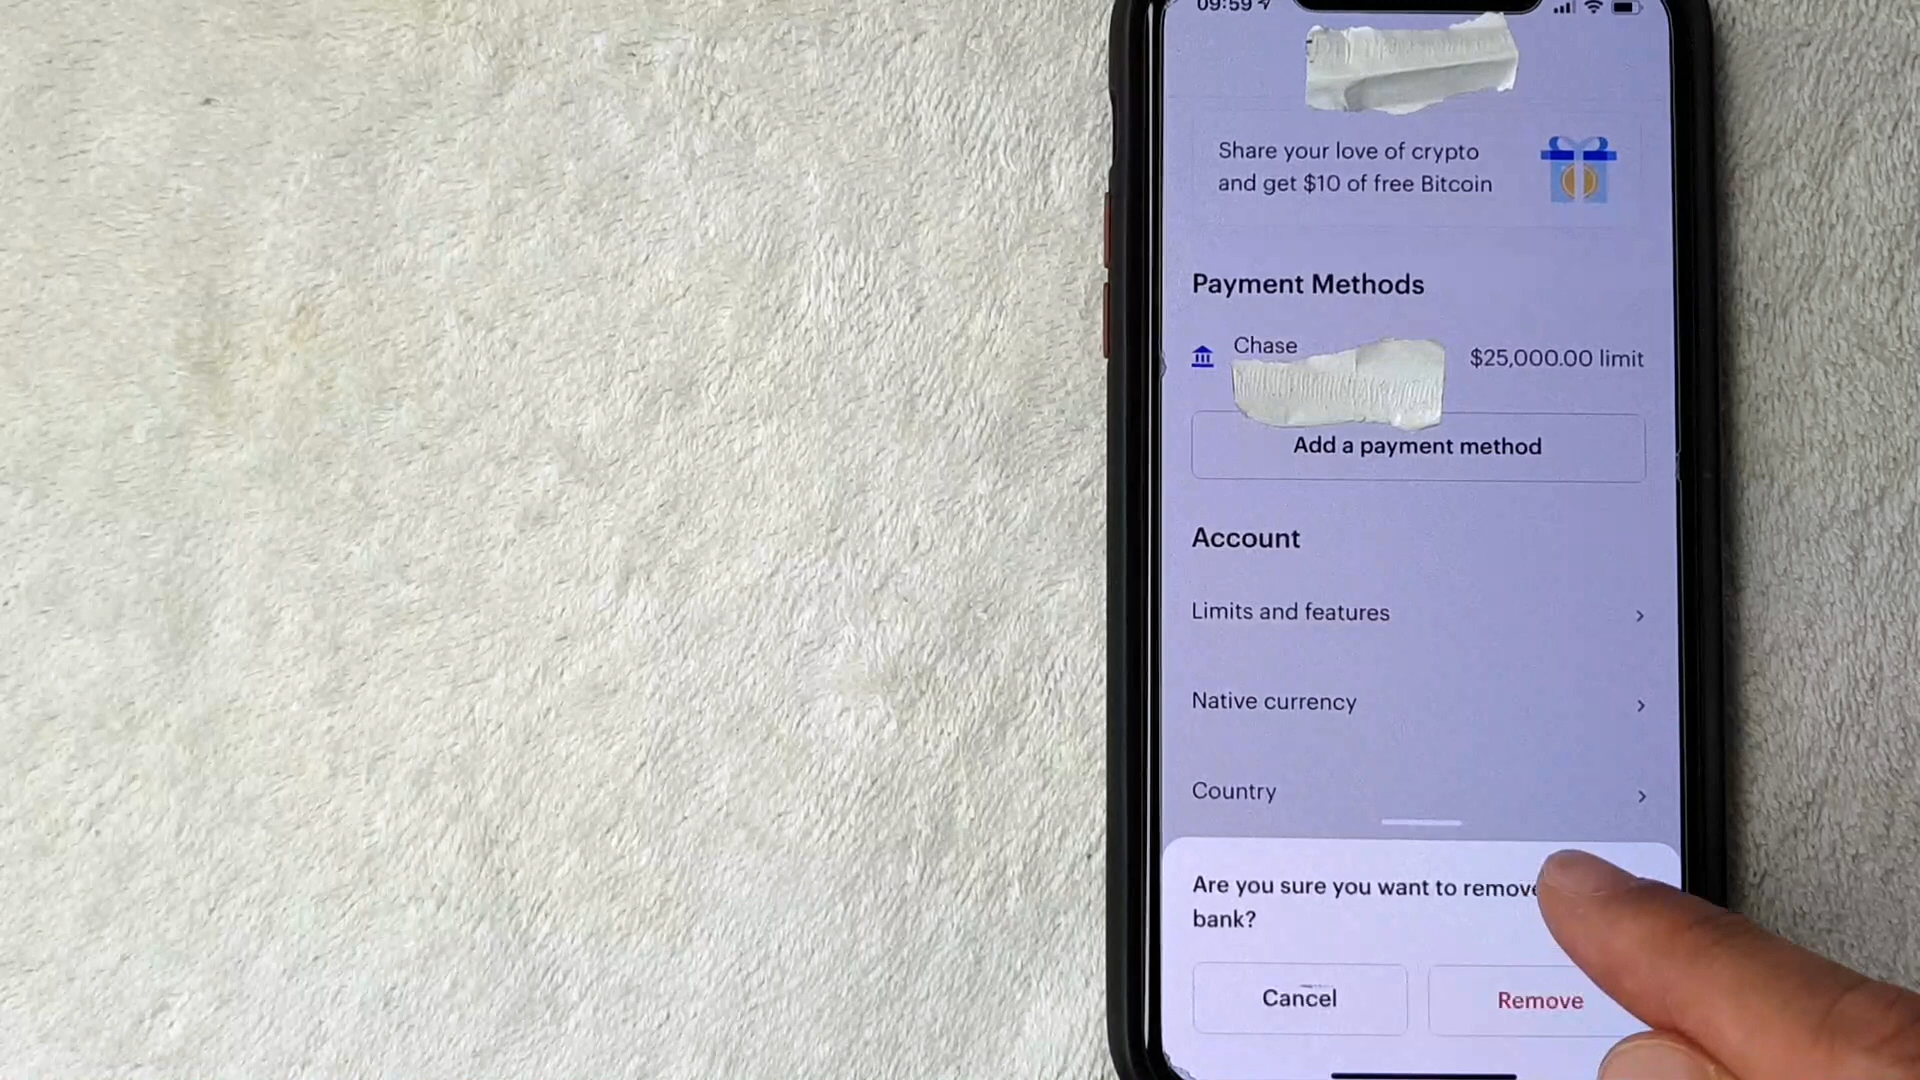 09:59
Share your love of crypto
and get $10 of free Bitcoin
Payment Methods
Chase
$25,000.00 limit
Add a payment method
Account
Limits and features
Native currency
Country
Are you sure you want to remove
bank?
Cancel
Remove